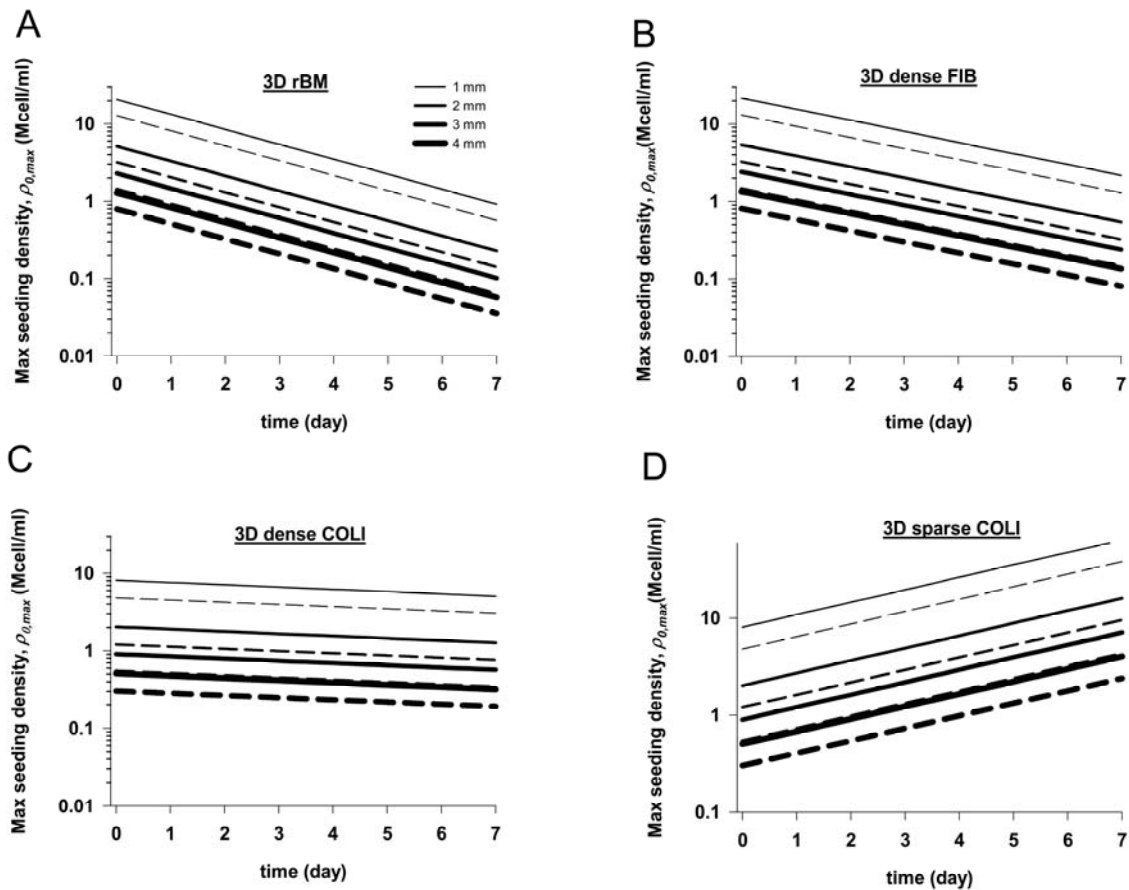 A
3D rBM
1 mm
2 mm
3 mm
4 mm
Max seeding density, ρ0,max (Mcell/ml)
10
1
0.1
0.01
0 1 2 3 4 5 6 7
time (day)
B
3D dense FIB
Max seeding density, ρ0,max(Mcell/ml)
10
1
0.1
0.01
0 1 2 3 4 5 6 7
time (day)
C
3D dense COLI
Max seeding density, ρ0,max (Mcell/ml)
10
1
0.1
0.01
0 1 2 3 4 5 6 7
time (day)
D
3D sparse COLI
Max seeding density, ρ0,max(Mcell/ml)
10
1
0.1
0 1 2 3 4 5 6 7
time (day)